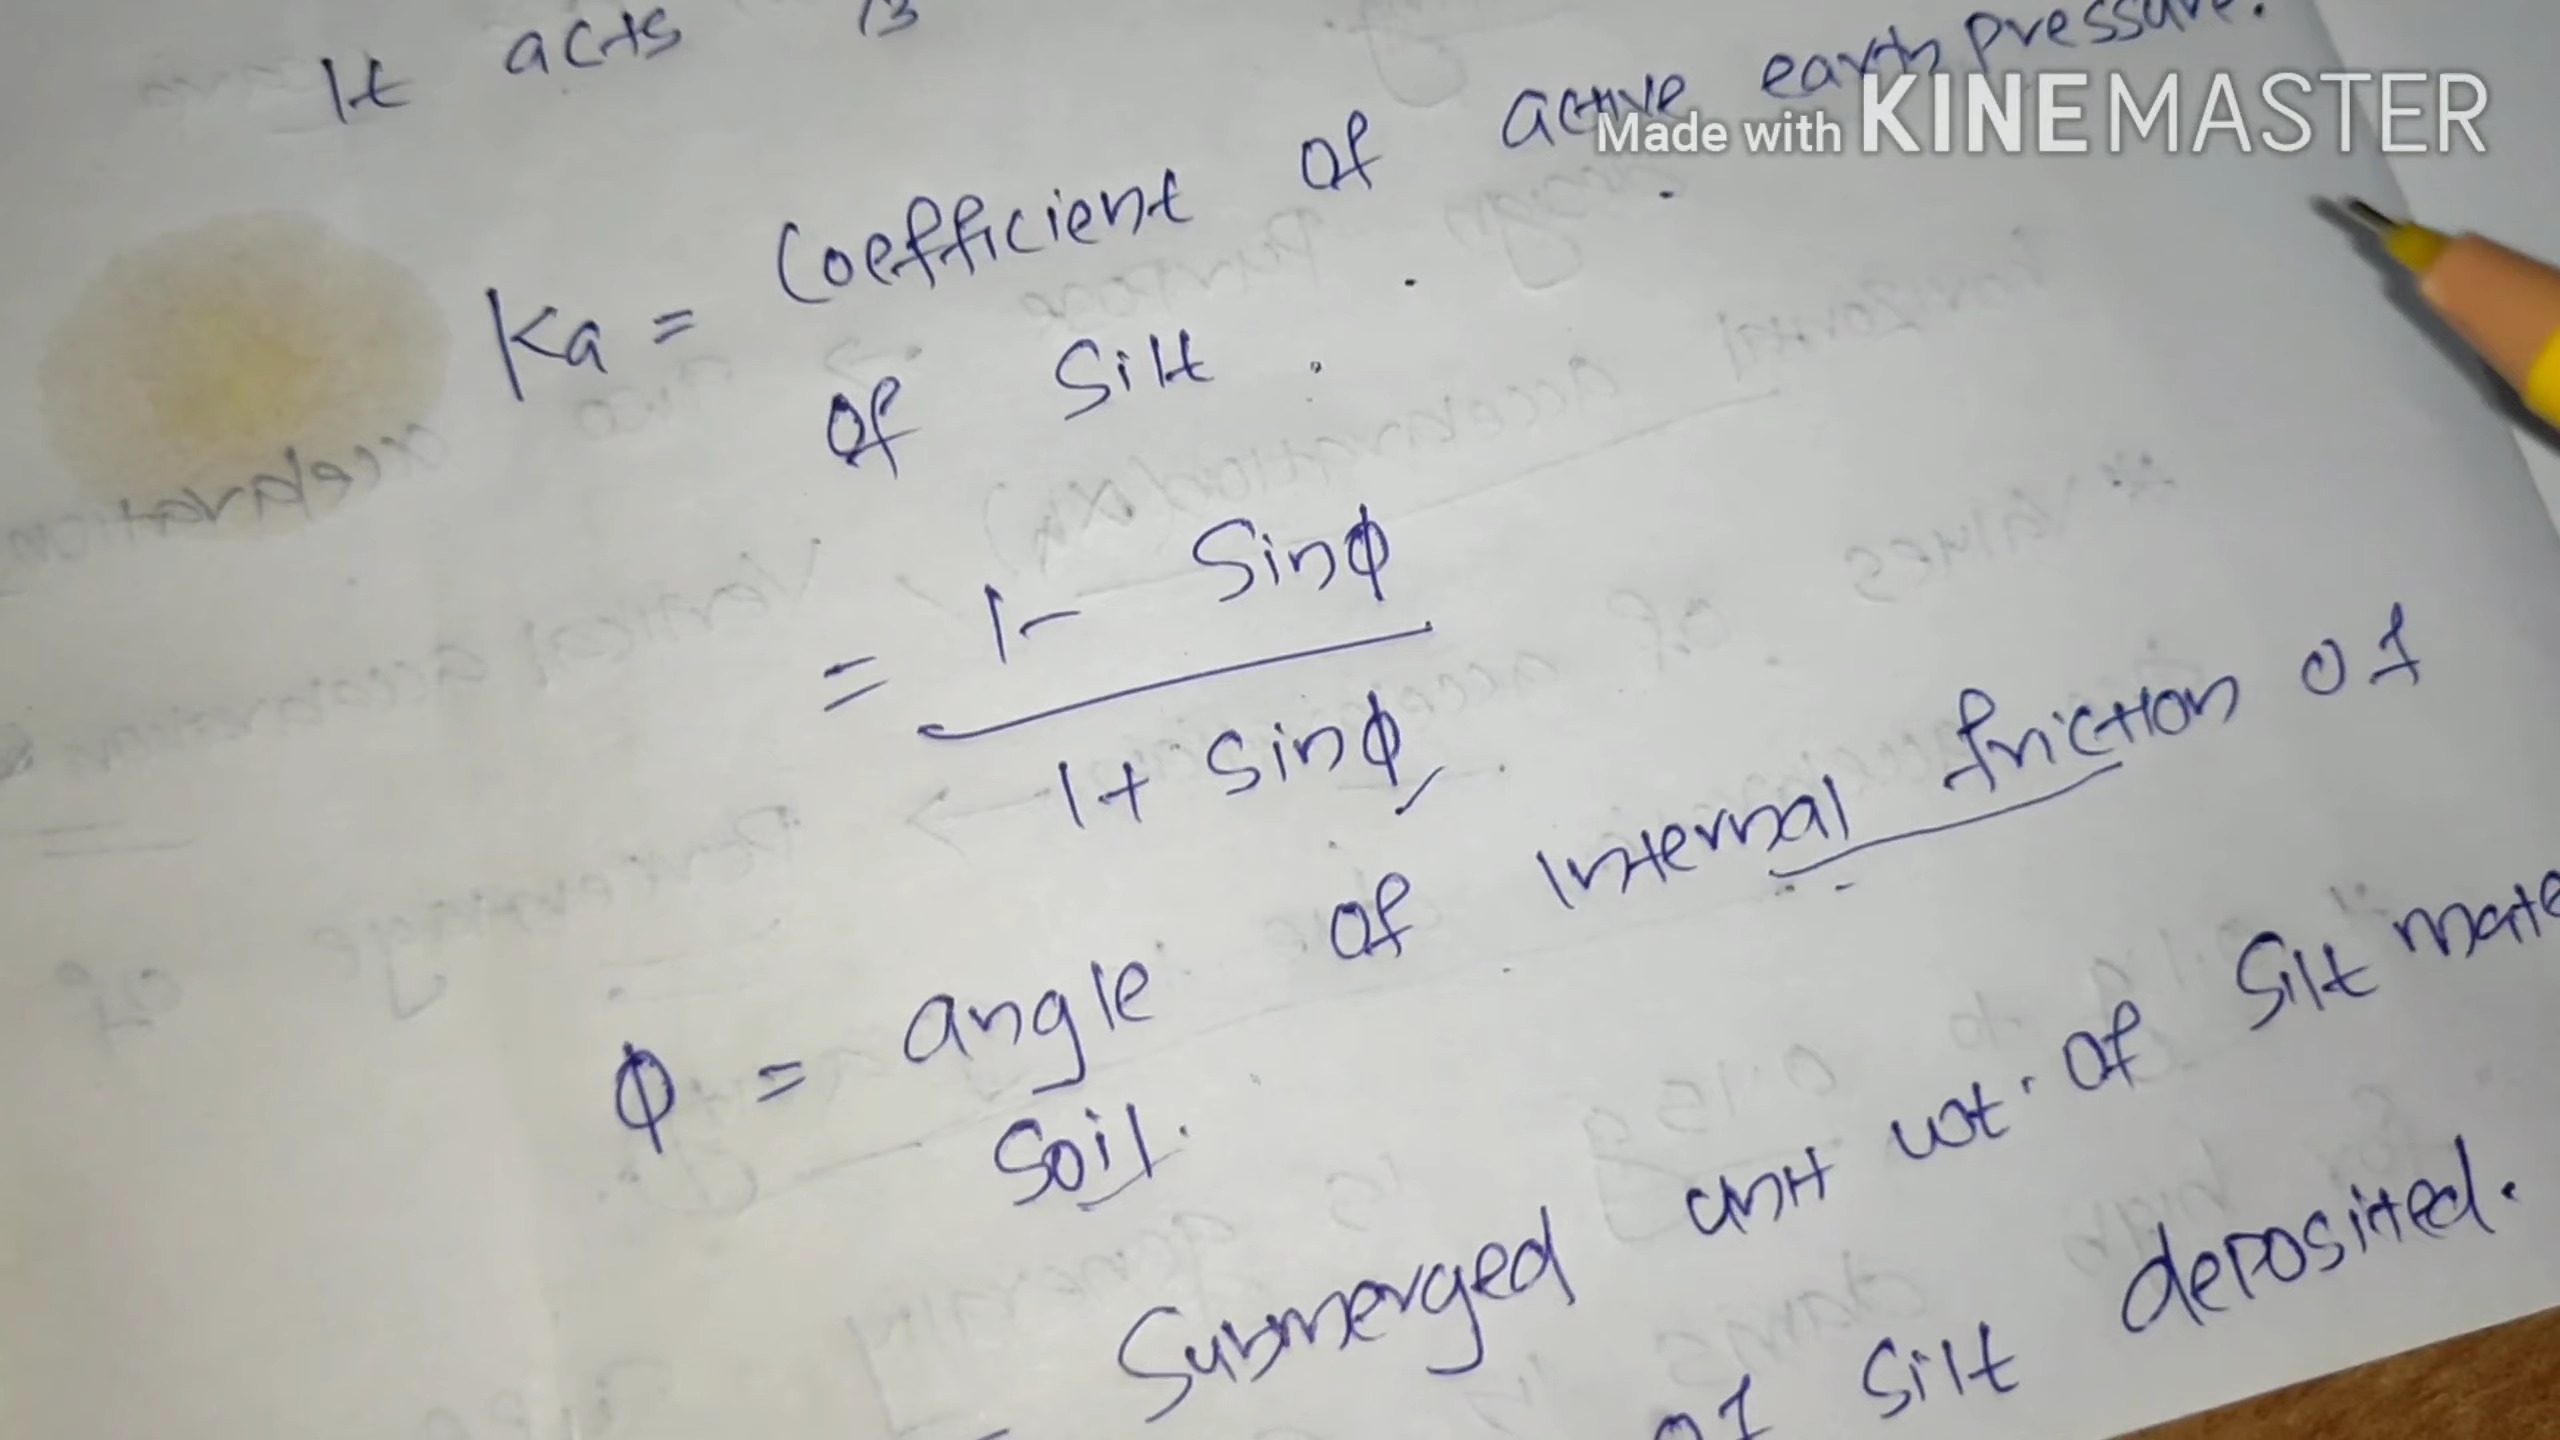 It acts
Ka = Coefficient of active earth pressure.
of Silt.
= 1 - Sinφ
1 + Sinφ
φ = angle of Internal friction of
Soil.
Submerged unit wt. of Silt mate
of Silt deposited.
Made with KINEMASTER